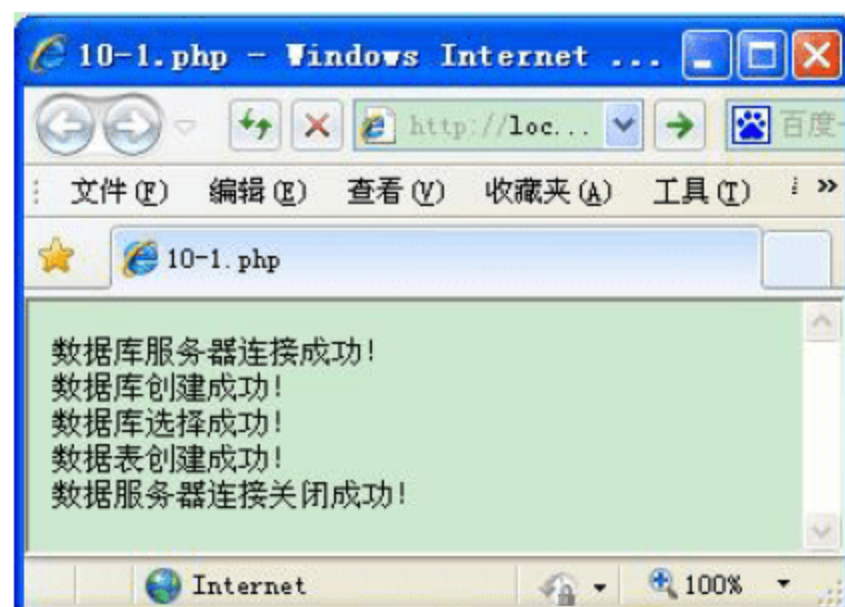 10-1.php - Windows Internet ...
http://loc...
百度
文件(F) 编辑(E) 查看(V) 收藏夹(A) 工具(T) »
10-1.php
数据库服务器连接成功!
数据库创建成功!
数据库选择成功!
数据表创建成功!
数据服务器连接关闭成功!
Internet 100%